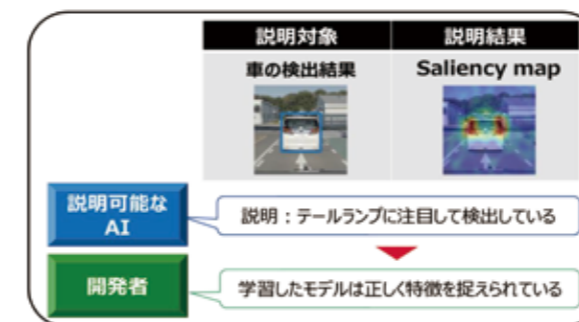 説明対象 説明結果
車の検出結果 Saliency map
説明可能な
AI
説明：テールランプに注目して検出している
開発者
学習したモデルは正しく特徴を捉えられている